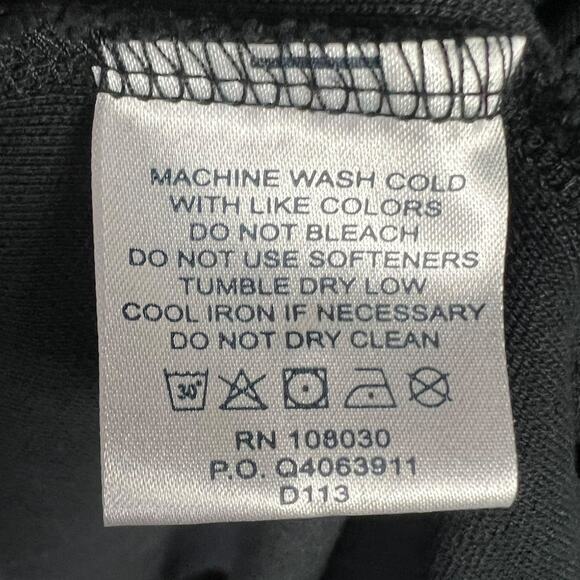 MACHINE WASH COLD
WITH LIKE COLORS
DO NOT BLEACH
DO NOT USE SOFTENERS
TUMBLE DRY LOW
COOL IRON IF NECESSARY
DO NOT DRY CLEAN
30°
RN 108030
P.O. Q4063911
D113